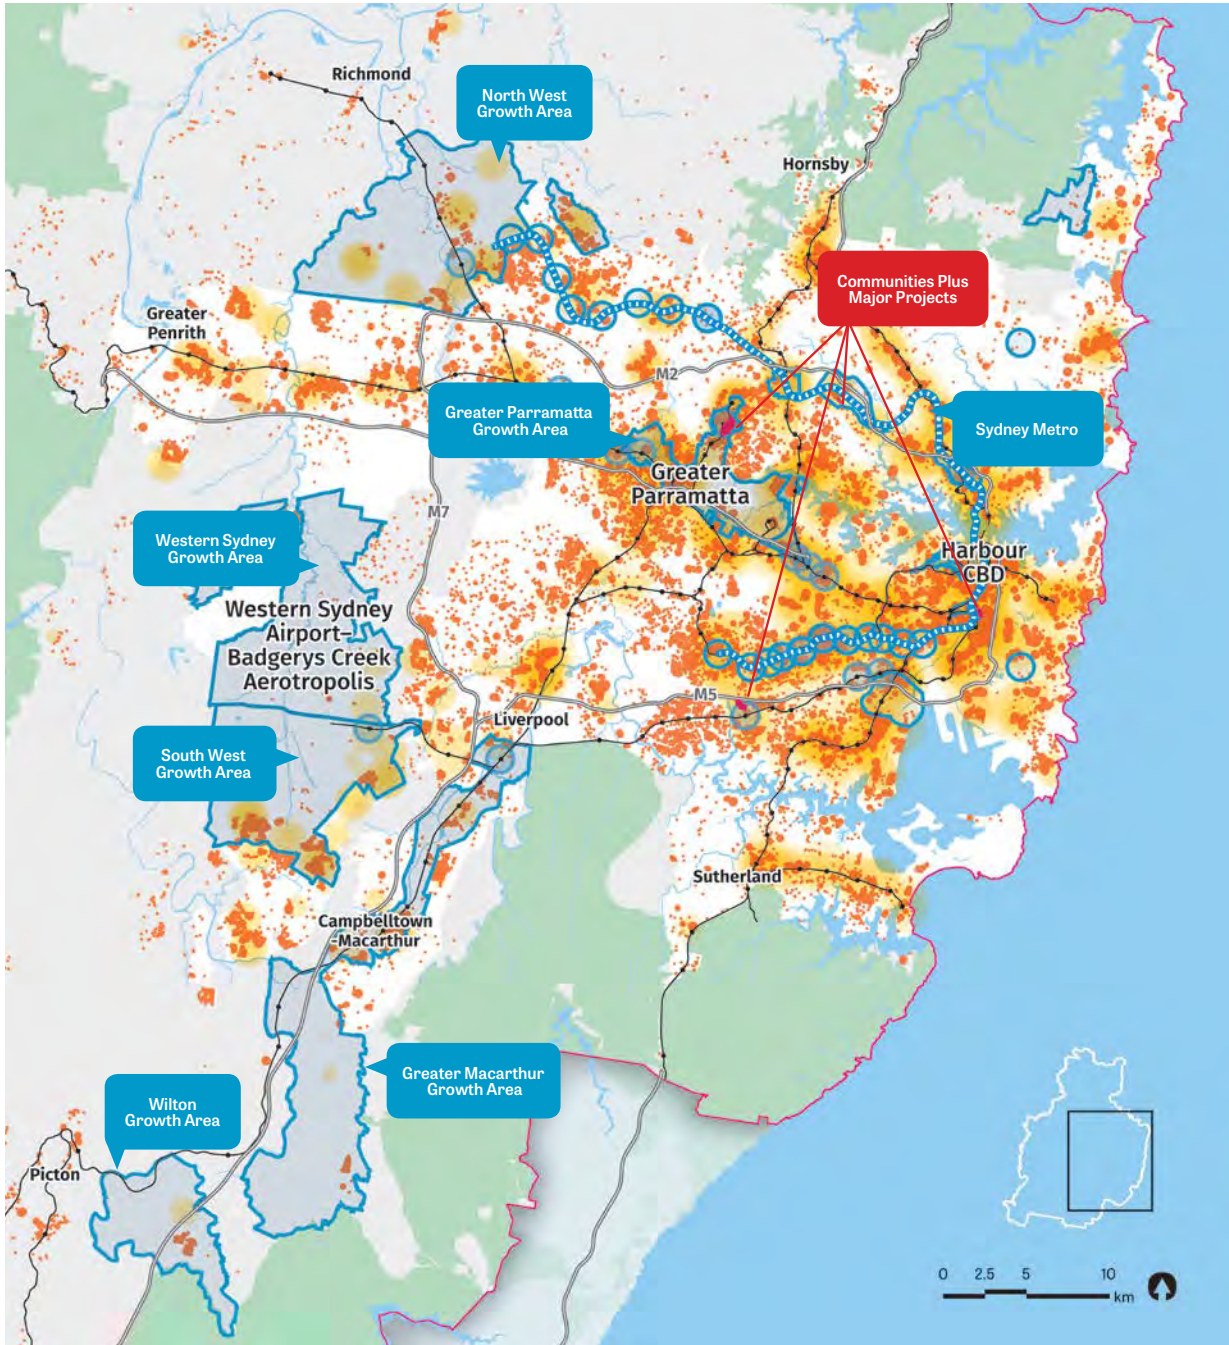 Richmond
North West
Growth Area
Hornsby
Communities Plus
Major Projects
Greater
Penrith
M2
Greater Parramatta
Growth Area
Sydney Metro
Greater
Parramatta
M7
Western Sydney
Growth Area
Harbour
CBD
Western Sydney
Airport–
Badgerys Creek
Aerotropolis
M5
Liverpool
South West
Growth Area
Sutherland
Campbelltown
-Macarthur
Greater Macarthur
Growth Area
Wilton
Growth Area
Picton
0 2.5 5 10
km